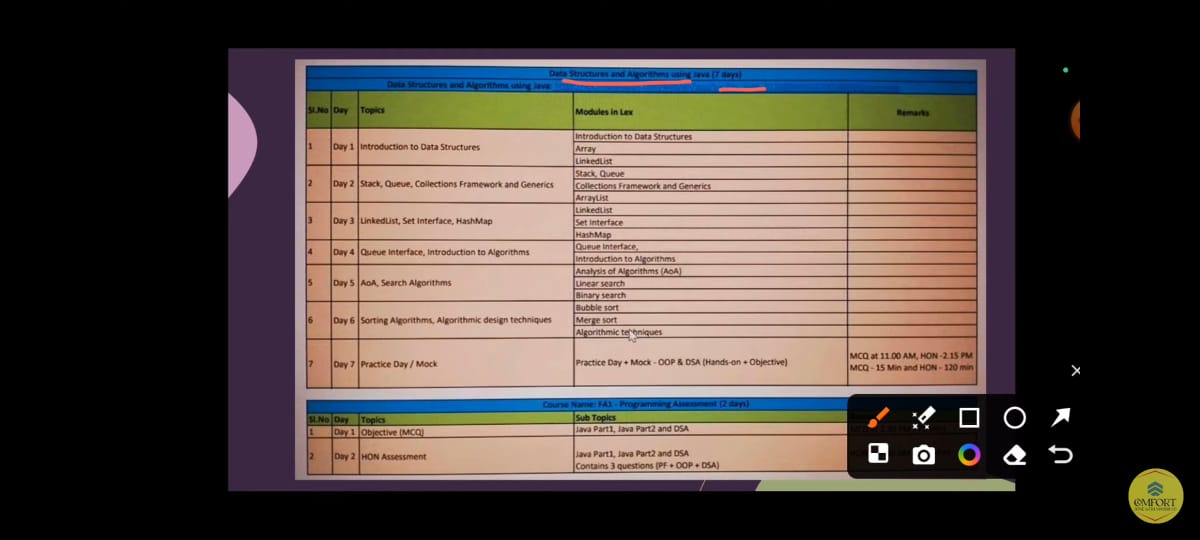 Data Structures and Algorithms using Java (7 days)
Data Structures and Algorithms using Java:
Sl.No Day Topics Modules in Lex Remarks
1 Day 1 Introduction to Data Structures
Introduction to Data Structures
Array
LinkedList
2 Day 2 Stack, Queue, Collections Framework and Generics
Stack, Queue
Collections Framework and Generics
ArrayList
3 Day 3 LinkedList, Set Interface, HashMap
LinkedList
Set Interface
HashMap
4 Day 4 Queue Interface, Introduction to Algorithms
Queue Interface,
Introduction to Algorithms
5 Day 5 AoA, Search Algorithms
Analysis of Algorithms (AoA)
Linear search
Binary search
6 Day 6 Sorting Algorithms, Algorithmic design techniques
Bubble sort
Merge sort
Algorithmic techniques
7 Day 7 Practice Day / Mock
Practice Day + Mock - OOP & DSA (Hands-on + Objective)
MCQ at 11.00 AM, HON -2.15 PM
MCQ - 15 Min and HON - 120 min
Course Name: FA1 - Programming Assessment (2 days)
Sl.No Day Topics Sub Topics
1 Day 1 Objective (MCQ) Java Part1, Java Part2 and DSA
2 Day 2 HON Assessment
Java Part1, Java Part2 and DSA
Contains 3 questions (PF + OOP + DSA)
COMFORT